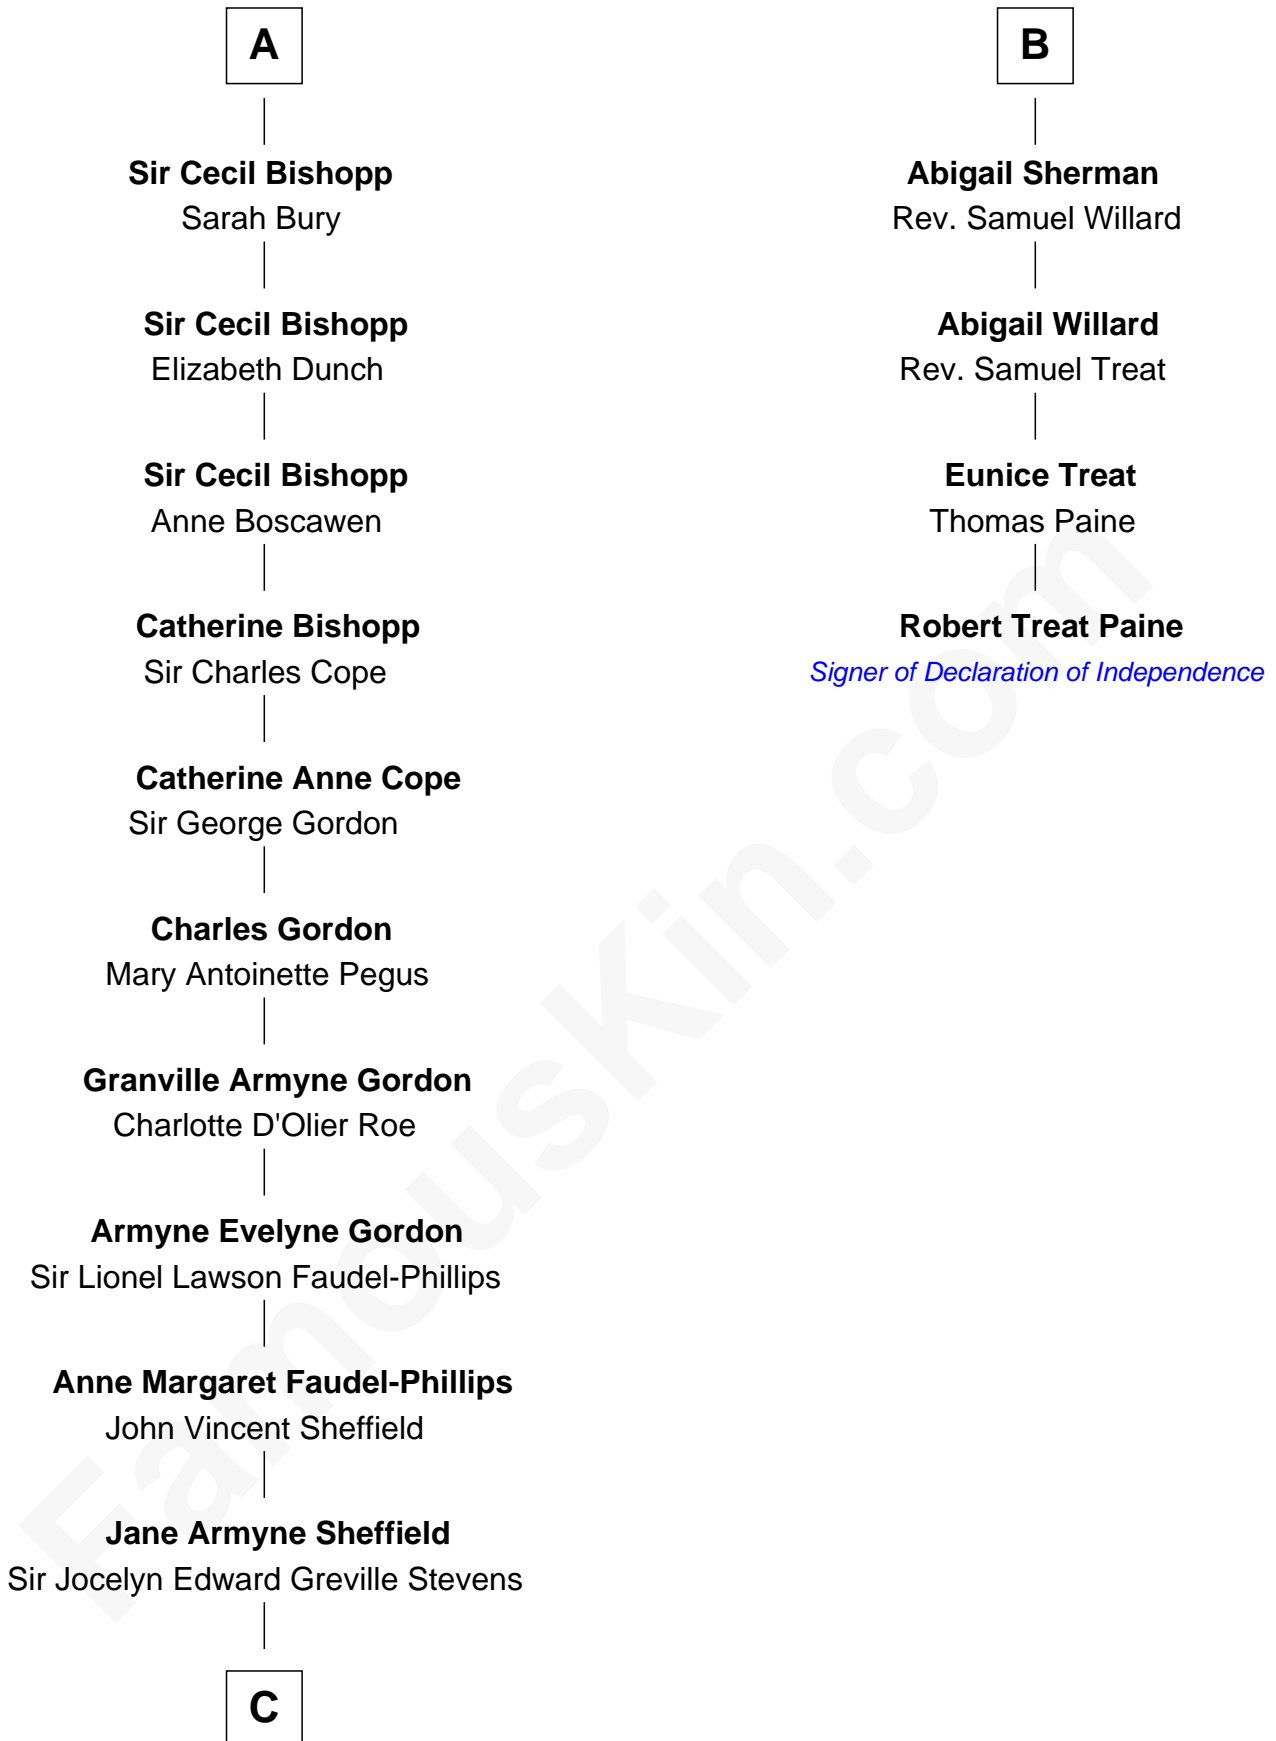 A
Sir Cecil Bishopp
Sarah Bury
Sir Cecil Bishopp
Elizabeth Dunch
Sir Cecil Bishopp
Anne Boscawen
Catherine Bishopp
Sir Charles Cope
Catherine Anne Cope
Sir George Gordon
Charles Gordon
Mary Antoinette Pegus
Granville Armyne Gordon
Charlotte D'Olier Roe
Armyne Evelyne Gordon
Sir Lionel Lawson Faudel-Phillips
Anne Margaret Faudel-Phillips
John Vincent Sheffield
Jane Armyne Sheffield
Sir Jocelyn Edward Greville Stevens
C
B
Abigail Sherman
Rev. Samuel Willard
Abigail Willard
Rev. Samuel Treat
Eunice Treat
Thomas Paine
Robert Treat Paine
Signer of Declaration of Independence
FamousKin.com